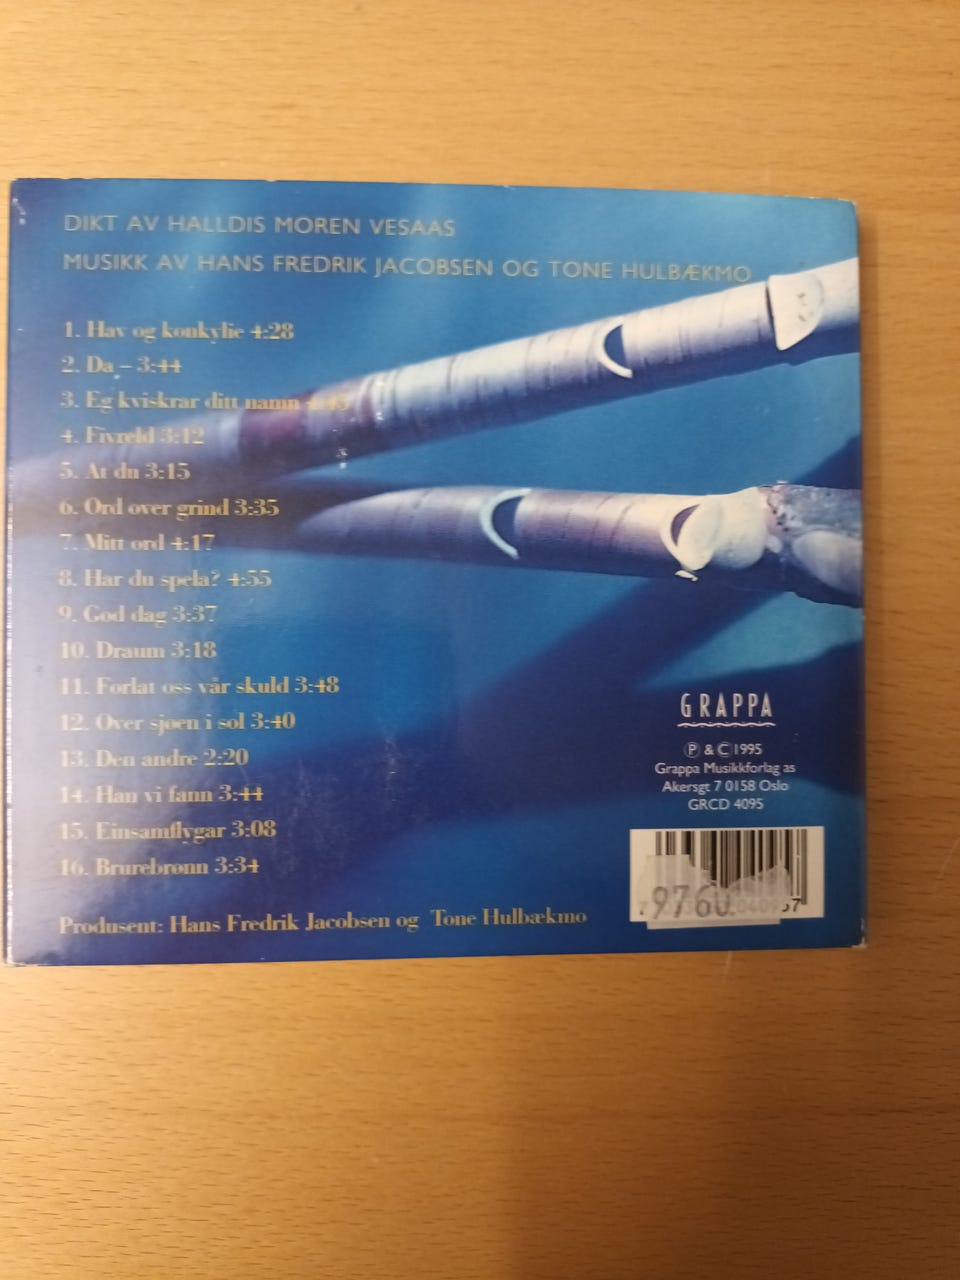 DIKT AV HALLDIS MOREN VESAAS
MUSIKK AV HANS FREDRIK JACOBSEN OG TONE HULBÆKMO
1. Hav og konkylie 4:28
2. Da – 3:44
3. Eg kviskrar ditt namn
4. Fivreld 3:12
5. At du 3:15
6. Ord over grind 3:35
7. Mitt ord 4:17
8. Har du spela? 4:55
9. God dag 3:37
10. Draum 3:18
11. Forlat oss vår skuld 3:48
12. Over sjøen i sol 3:40
13. Den andre 2:20
14. Han vi fann 3:44
15. Einsamflygar 3:08
16. Brurebrønn 3:34
Produsent: Hans Fredrik Jacobsen og Tone Hulbækmo
GRAPPA
Ⓟ & Ⓒ 1995
Grappa Musikkforlag as
Akersgt 7 0158 Oslo
GRCD 4095
9760